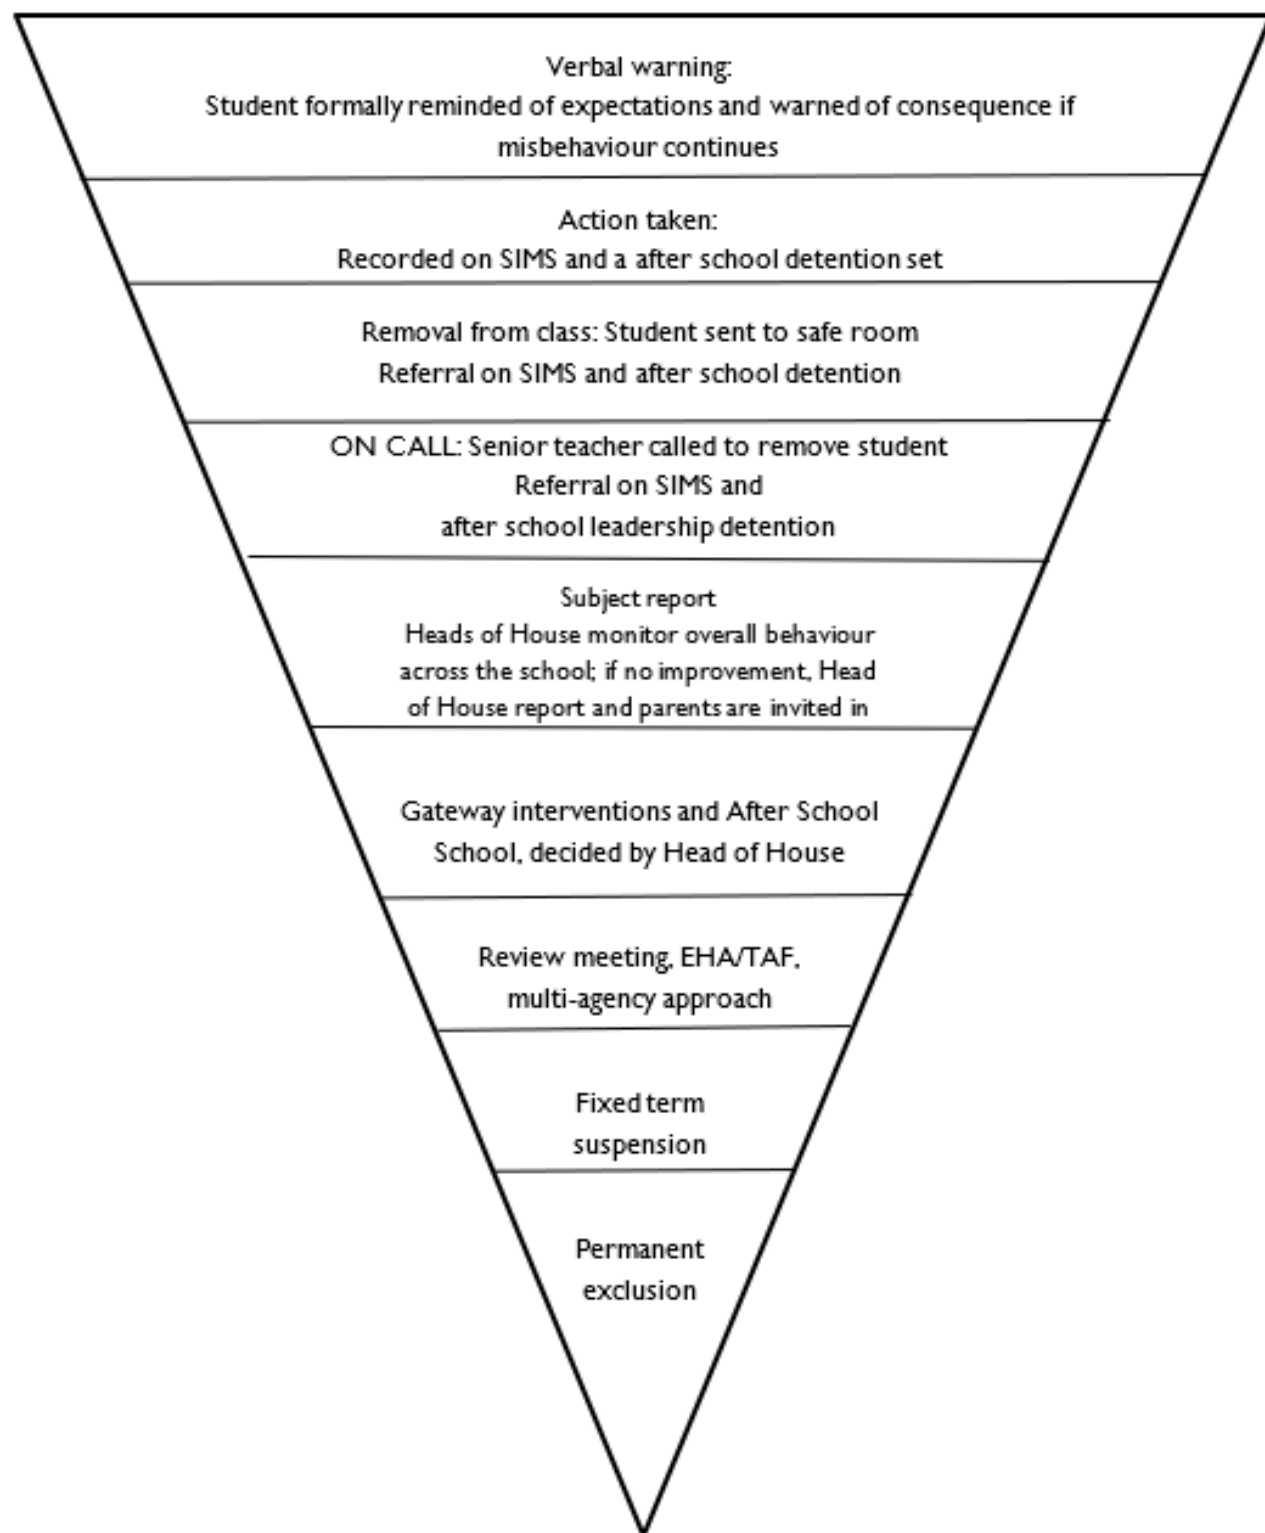 Verbal warning:
Student formally reminded of expectations and warned of consequence if
misbehaviour continues
Action taken:
Recorded on SIMS and a after school detention set
Removal from class: Student sent to safe room
Referral on SIMS and after school detention
ON CALL: Senior teacher called to remove student
Referral on SIMS and
after school leadership detention
Subject report
Heads of House monitor overall behaviour
across the school; if no improvement, Head
of House report and parents are invited in
Gateway interventions and After School
School, decided by Head of House
Review meeting, EHA/TAF,
multi-agency approach
Fixed term
suspension
Permanent
exclusion